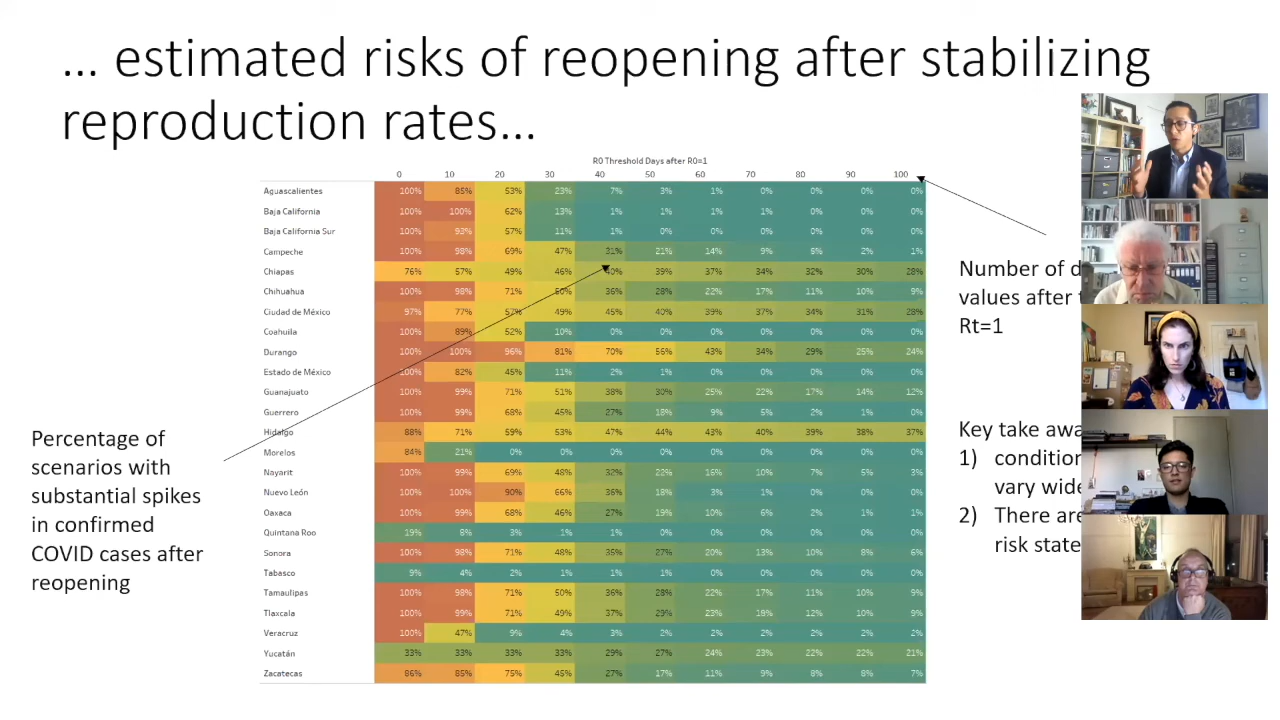 ... estimated risks of reopening after stabilizing
reproduction rates...
R0 Threshold Days after R0=1
0 10 20 30 40 50 60 70 80 90 100
Aguascalientes 100% 85% 53% 23% 7% 3% 1% 0% 0% 0% 0%
Baja California 100% 100% 62% 13% 1% 1% 1% 1% 0% 0% 0%
Baja California Sur 100% 93% 57% 11% 1% 0% 0% 0% 0% 0% 0%
Campeche 100% 98% 69% 47% 31% 21% 14% 9% 5% 2% 1%
Chiapas 76% 57% 49% 46% 40% 39% 37% 34% 32% 30% 28%
Chihuahua 100% 98% 71% 50% 36% 28% 22% 17% 11% 10% 9%
Ciudad de México 97% 77% 57% 49% 45% 40% 39% 37% 34% 31% 28%
Coahuila 100% 89% 52% 10% 0% 0% 0% 0% 0% 0% 0%
Durango 100% 100% 96% 81% 70% 56% 43% 34% 29% 25% 24%
Estado de México 100% 82% 45% 11% 2% 1% 0% 0% 0% 0% 0%
Guanajuato 100% 99% 71% 51% 38% 30% 25% 22% 17% 14% 12%
Guerrero 100% 99% 68% 45% 27% 18% 9% 5% 2% 1% 0%
Hidalgo 88% 71% 59% 53% 47% 44% 43% 40% 39% 38% 37%
Morelos 84% 21% 0% 0% 0% 0% 0% 0% 0% 0% 0%
Nayarit 100% 99% 69% 48% 32% 22% 16% 10% 7% 5% 3%
Nuevo León 100% 100% 90% 66% 36% 18% 3% 1% 0% 0% 0%
Oaxaca 100% 99% 68% 46% 27% 19% 10% 6% 2% 1% 1%
Quintana Roo 19% 8% 3% 1% 1% 0% 0% 0% 0% 0% 0%
Sonora 100% 98% 71% 48% 35% 27% 20% 13% 10% 8% 6%
Tabasco 9% 4% 2% 1% 1% 1% 0% 0% 0% 0% 0%
Tamaulipas 100% 98% 71% 50% 36% 28% 22% 17% 11% 10% 9%
Tlaxcala 100% 99% 71% 49% 37% 29% 23% 18% 12% 10% 9%
Veracruz 100% 47% 9% 4% 3% 2% 2% 2% 2% 2% 2%
Yucatán 33% 33% 33% 33% 29% 27% 24% 23% 22% 22% 21%
Zacatecas 86% 85% 75% 45% 27% 17% 11% 9% 8% 8% 7%
Percentage of
scenarios with
substantial spikes
in confirmed
COVID cases after
reopening
Number of
values after
Rt=1
Key take
1) condition
vary
2) There are
risk state